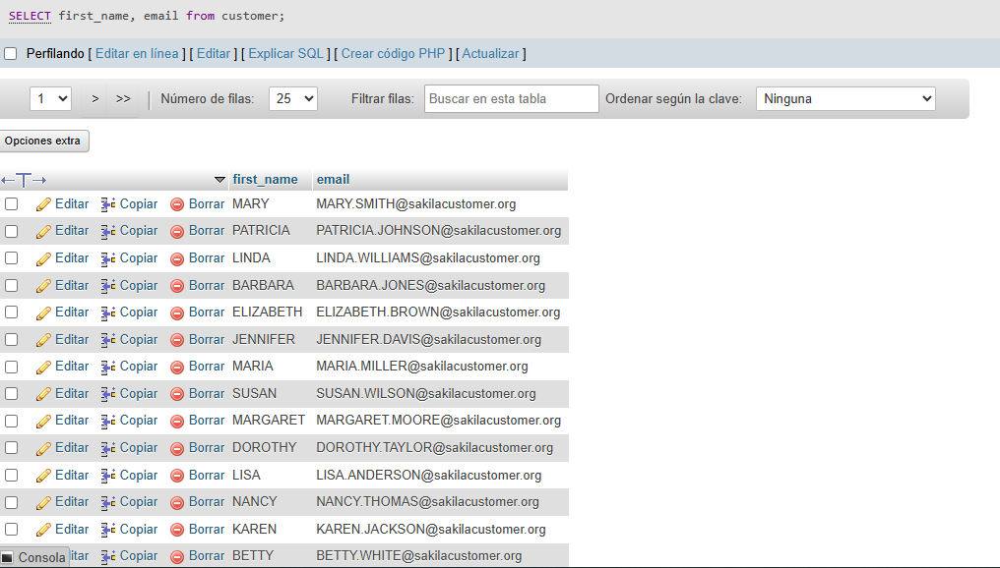 SELECT first_name, email from customer;
Perfilando [ Editar en línea ] [ Editar ] [ Explicar SQL ] [ Crear código PHP ] [ Actualizar ]
1 > >> | Número de filas: 25 Filtrar filas: Buscar en esta tabla Ordenar según la clave: Ninguna
Opciones extra
←T→ first_name email
Editar Copiar Borrar MARY MARY.SMITH@sakilacustomer.org
Editar Copiar Borrar PATRICIA PATRICIA.JOHNSON@sakilacustomer.org
Editar Copiar Borrar LINDA LINDA.WILLIAMS@sakilacustomer.org
Editar Copiar Borrar BARBARA BARBARA.JONES@sakilacustomer.org
Editar Copiar Borrar ELIZABETH ELIZABETH.BROWN@sakilacustomer.org
Editar Copiar Borrar JENNIFER JENNIFER.DAVIS@sakilacustomer.org
Editar Copiar Borrar MARIA MARIA.MILLER@sakilacustomer.org
Editar Copiar Borrar SUSAN SUSAN.WILSON@sakilacustomer.org
Editar Copiar Borrar MARGARET MARGARET.MOORE@sakilacustomer.org
Editar Copiar Borrar DOROTHY DOROTHY.TAYLOR@sakilacustomer.org
Editar Copiar Borrar LISA LISA.ANDERSON@sakilacustomer.org
Editar Copiar Borrar NANCY NANCY.THOMAS@sakilacustomer.org
Editar Copiar Borrar KAREN KAREN.JACKSON@sakilacustomer.org
Consola itar Copiar Borrar BETTY BETTY.WHITE@sakilacustomer.org